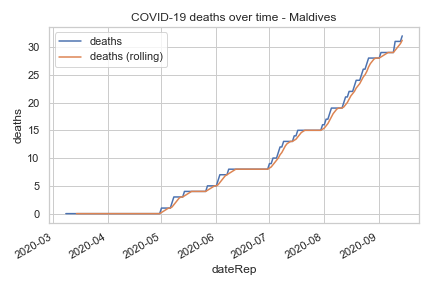 COVID-19 deaths over time - Maldives
deaths
deaths (rolling)
deaths
30
25
20
15
10
5
0
2020-03
2020-04
2020-05
2020-06
2020-07
2020-08
2020-09
dateRep